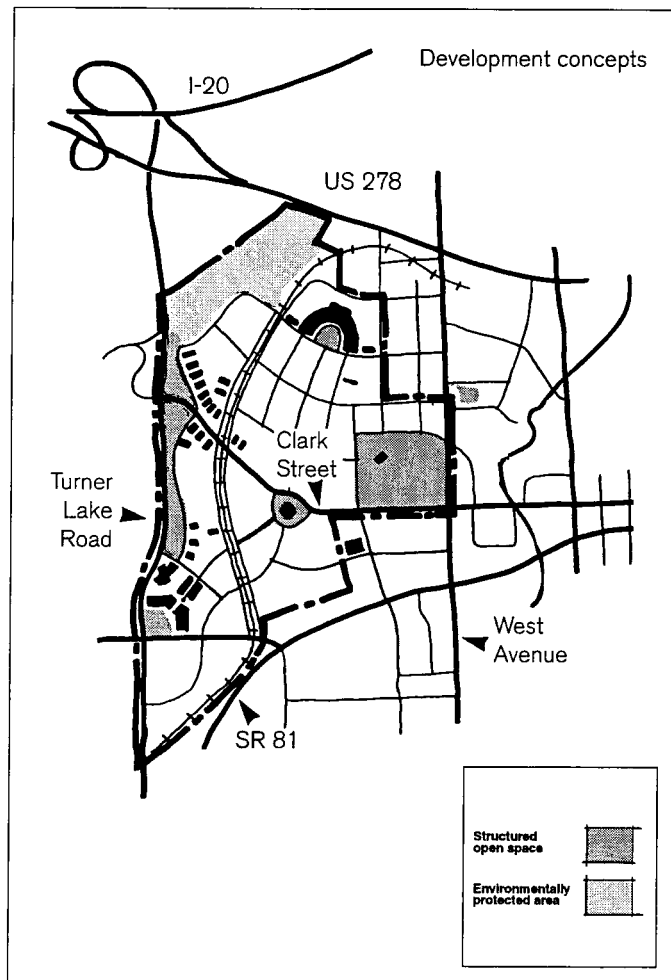 Development concepts
I-20
US 278
Clark
Street
Turner
Lake
Road
West
Avenue
SR 81
Structured
open space
Environmentally
protected area